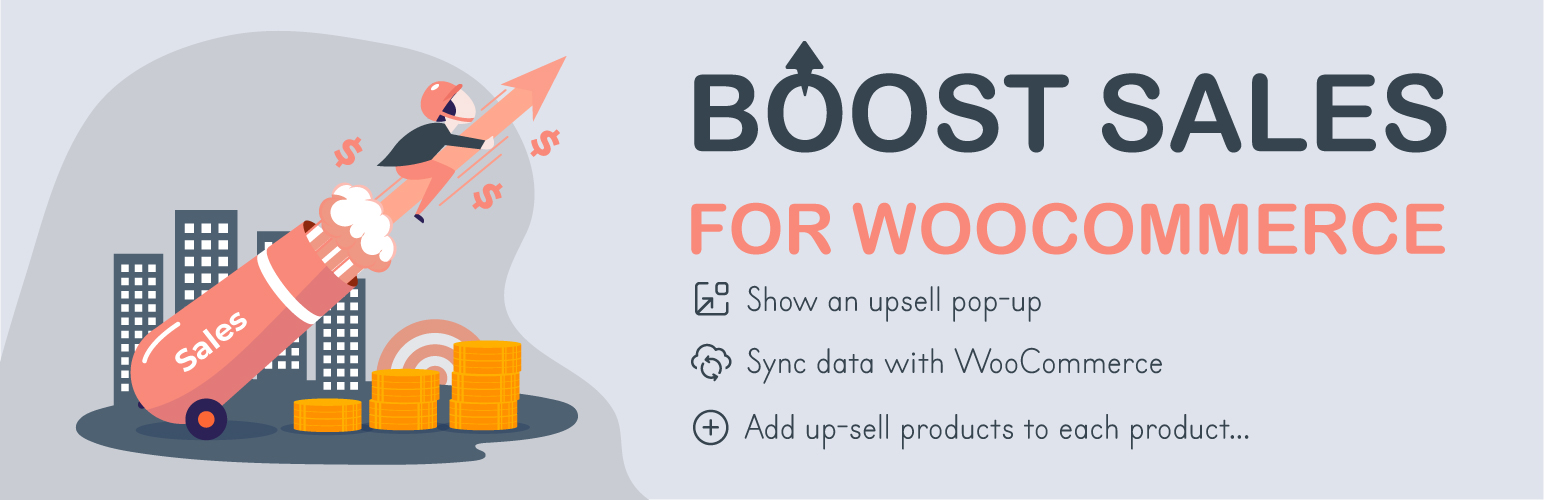 BOOST SALES
FOR WOOCOMMERCE
Show an upsell pop-up
Sync data with WooCommerce
Add up-sell products to each product...
Sales
$
$
$